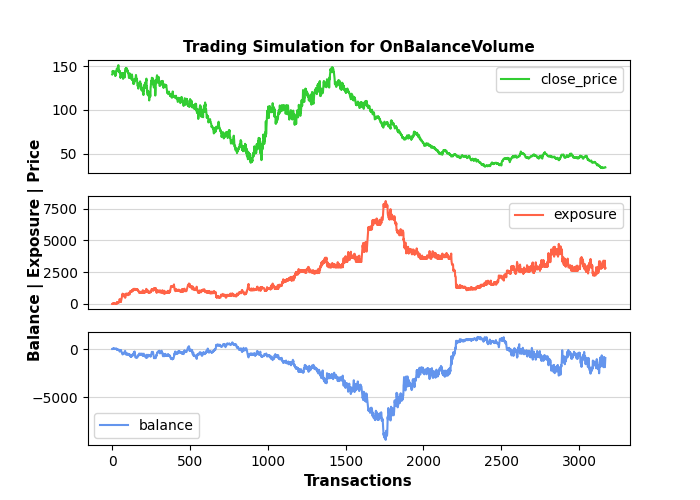 Trading Simulation for OnBalanceVolume
150
100
50
close_price
7500
5000
2500
0
exposure
0
−5000
balance
0 500 1000 1500 2000 2500 3000
Transactions
Balance | Exposure | Price